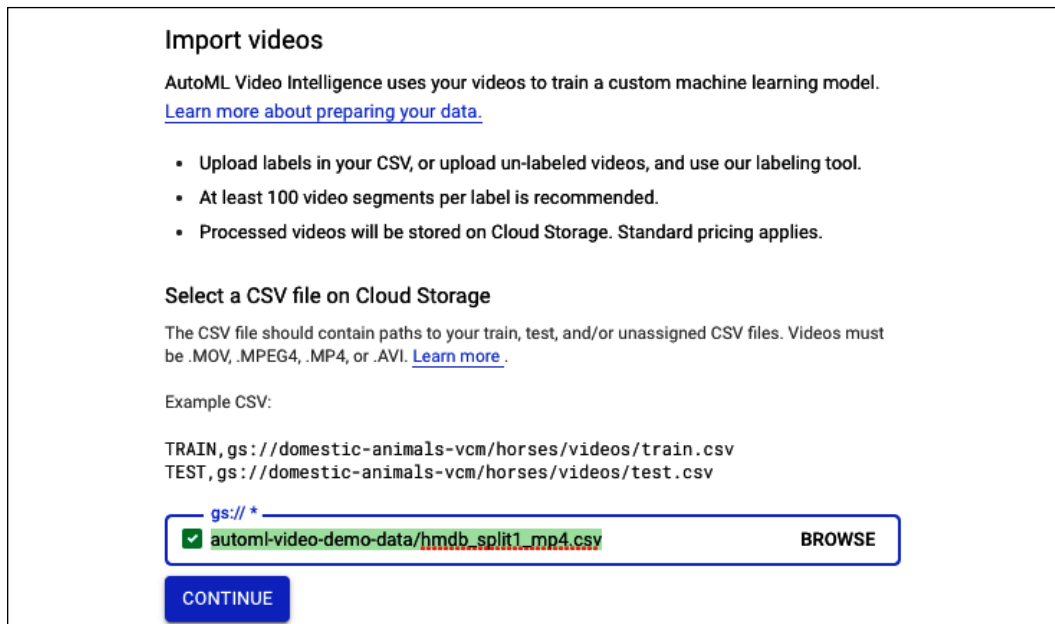 Import videos
AutoML Video Intelligence uses your videos to train a custom machine learning model.
Learn more about preparing your data.
• Upload labels in your CSV, or upload un-labeled videos, and use our labeling tool.
• At least 100 video segments per label is recommended.
• Processed videos will be stored on Cloud Storage. Standard pricing applies.
Select a CSV file on Cloud Storage
The CSV file should contain paths to your train, test, and/or unassigned CSV files. Videos must
be .MOV, .MPEG4, .MP4, or .AVI. Learn more .
Example CSV:
TRAIN,gs://domestic-animals-vcm/horses/videos/train.csv
TEST,gs://domestic-animals-vcm/horses/videos/test.csv
gs:// *
automl-video-demo-data/hmdb_split1_mp4.csv BROWSE
CONTINUE